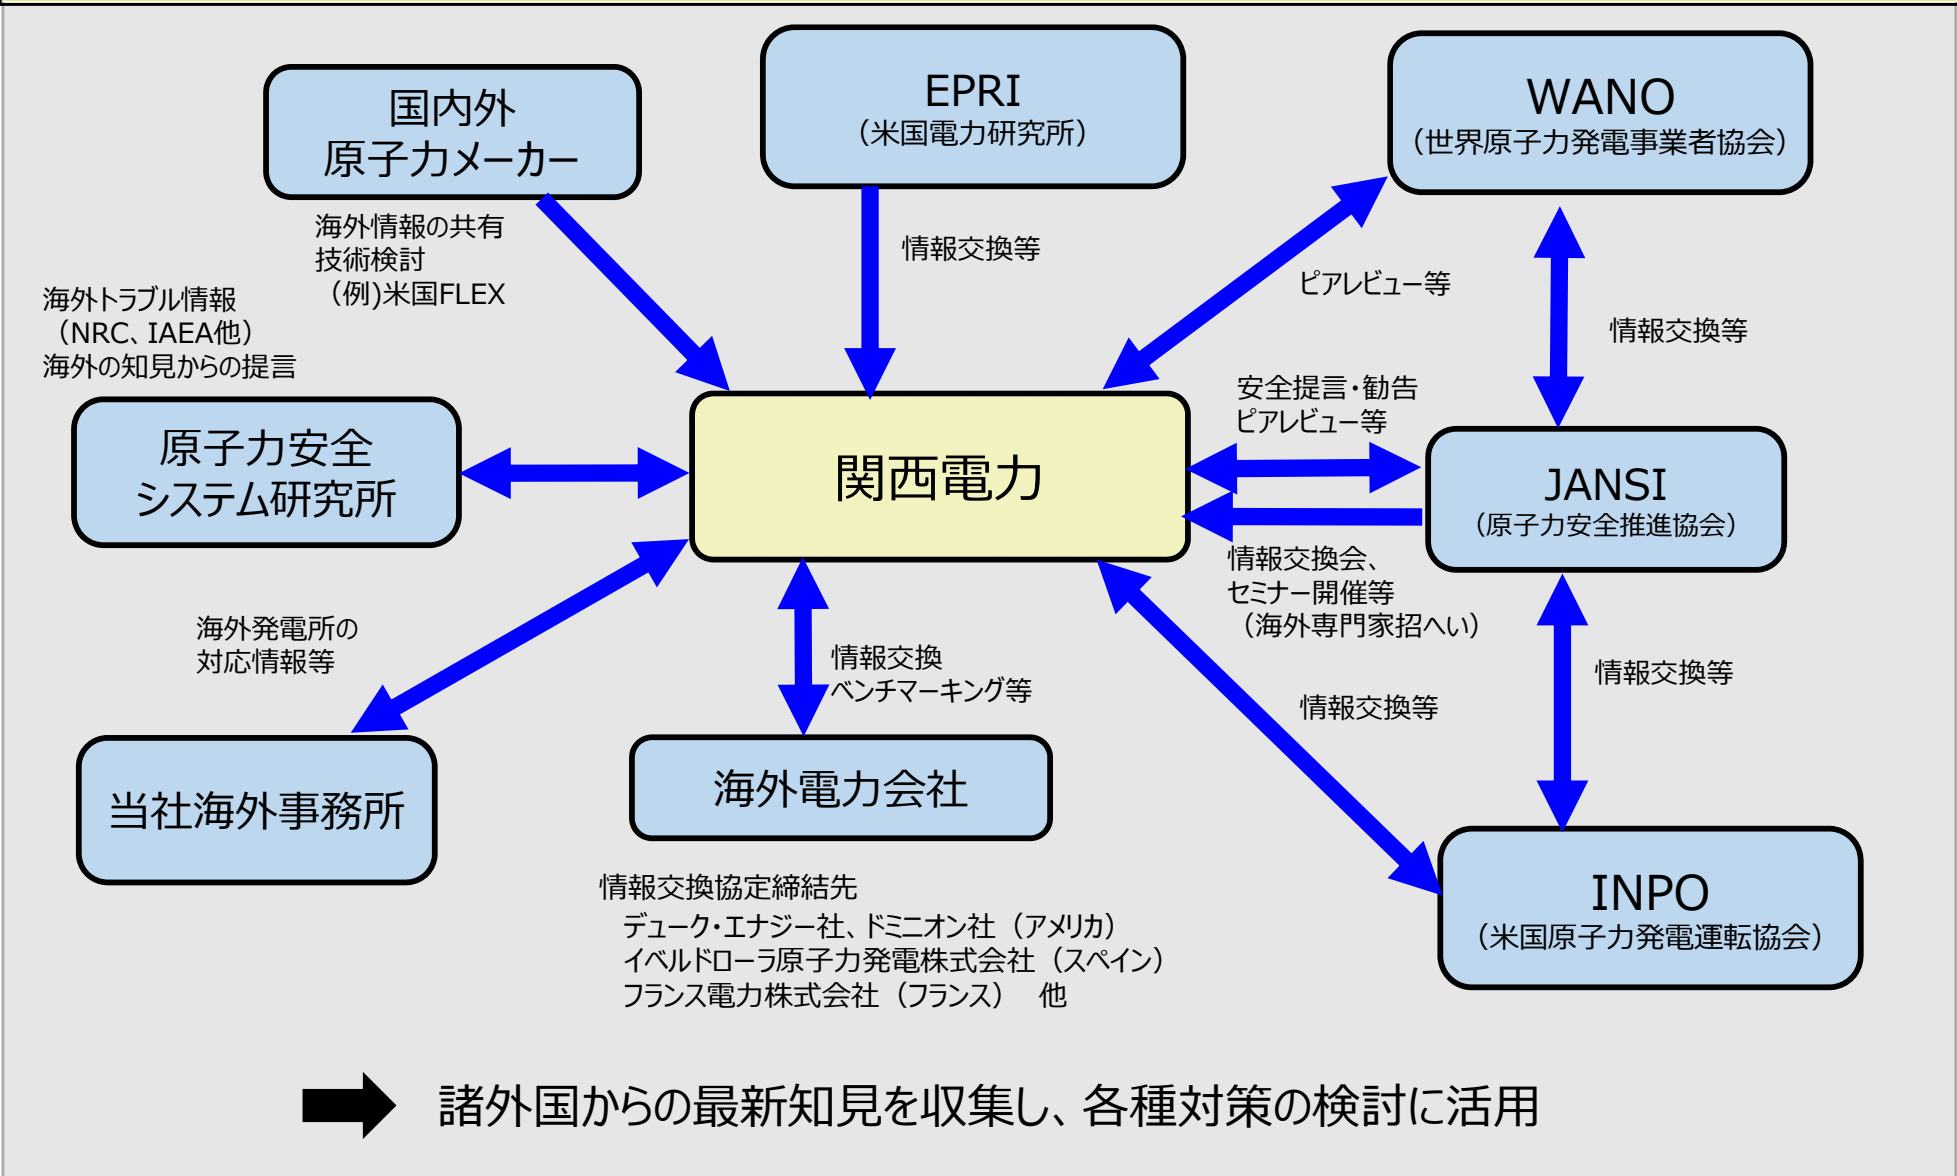 国内外
原子力メーカー
EPRI
（米国電力研究所）
WANO
（世界原子力発電事業者協会）
海外情報の共有
技術検討
（例)米国FLEX
情報交換等
ピアレビュー等
情報交換等
海外トラブル情報
（NRC、IAEA他）
海外の知見からの提言
安全提言・勧告
ピアレビュー等
原子力安全
システム研究所
関西電力
JANSI
（原子力安全推進協会）
情報交換会、
セミナー開催等
（海外専門家招へい）
海外発電所の
対応情報等
情報交換
ベンチマーキング等
情報交換等
情報交換等
当社海外事務所
海外電力会社
INPO
（米国原子力発電運転協会）
情報交換協定締結先
デューク・エナジー社、ドミニオン社（アメリカ）
イベルドローラ原子力発電株式会社（スペイン）
フランス電力株式会社（フランス）　他
諸外国からの最新知見を収集し、各種対策の検討に活用